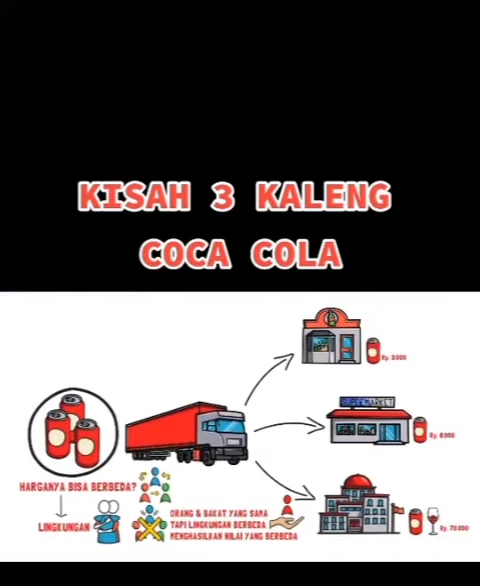 KISAH 3 KALENG
COCA COLA
Rp. 3.000
SUPERMARKET
Rp. 8.000
HARGANYA BISA BERBEDA?
LINGKUNGAN
ORANG & BAKAT YANG SAMA
TAPI LINGKUNGAN BERBEDA
MENGHASILKAN NILAI YANG BERBEDA
Rp. 70.000